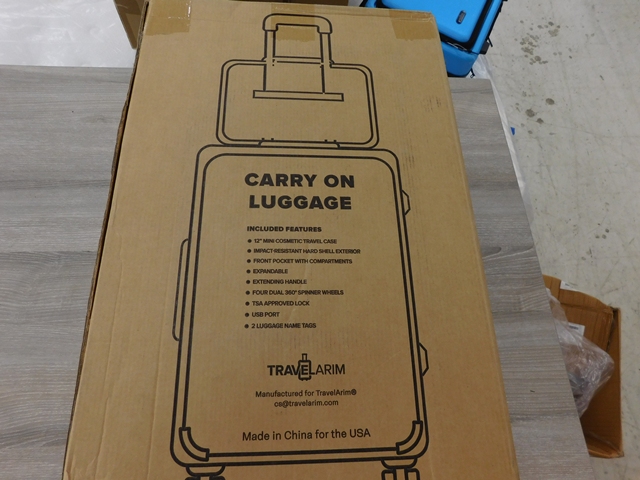 CARRY ON
LUGGAGE
INCLUDED FEATURES
• 12" MINI COSMETIC TRAVEL CASE
• IMPACT-RESISTANT HARD SHELL EXTERIOR
• FRONT POCKET WITH COMPARTMENTS
• EXPANDABLE
• EXTENDING HANDLE
• FOUR DUAL 360° SPINNER WHEELS
• TSA APPROVED LOCK
• USB PORT
• 2 LUGGAGE NAME TAGS
TRAVELARIM
Manufactured for TravelArim®
cs@travelarim.com
Made in China for the USA